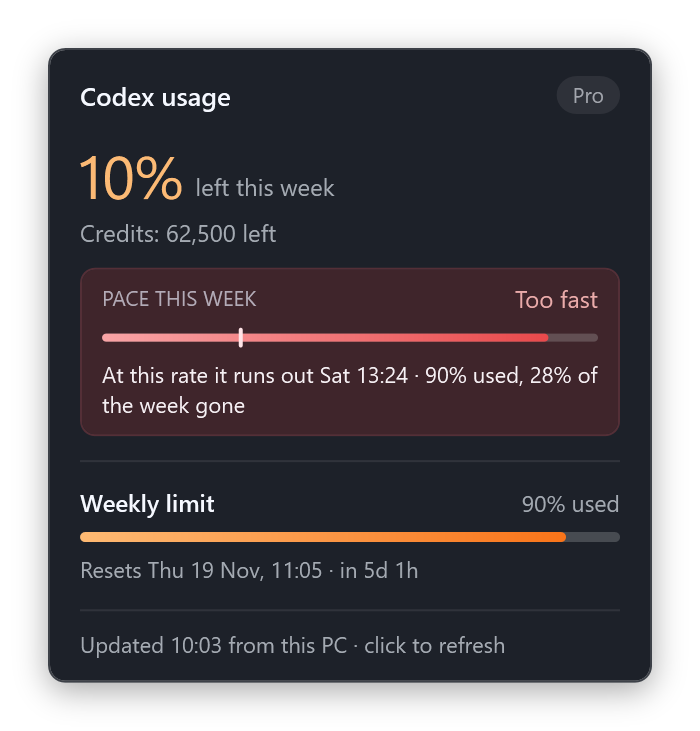 Codex usage
Pro
10% left this week
Credits: 62,500 left
PACE THIS WEEK
Too fast
At this rate it runs out Sat 13:24 · 90% used, 28% of
the week gone
Weekly limit
90% used
Resets Thu 19 Nov, 11:05 · in 5d 1h
Updated 10:03 from this PC · click to refresh